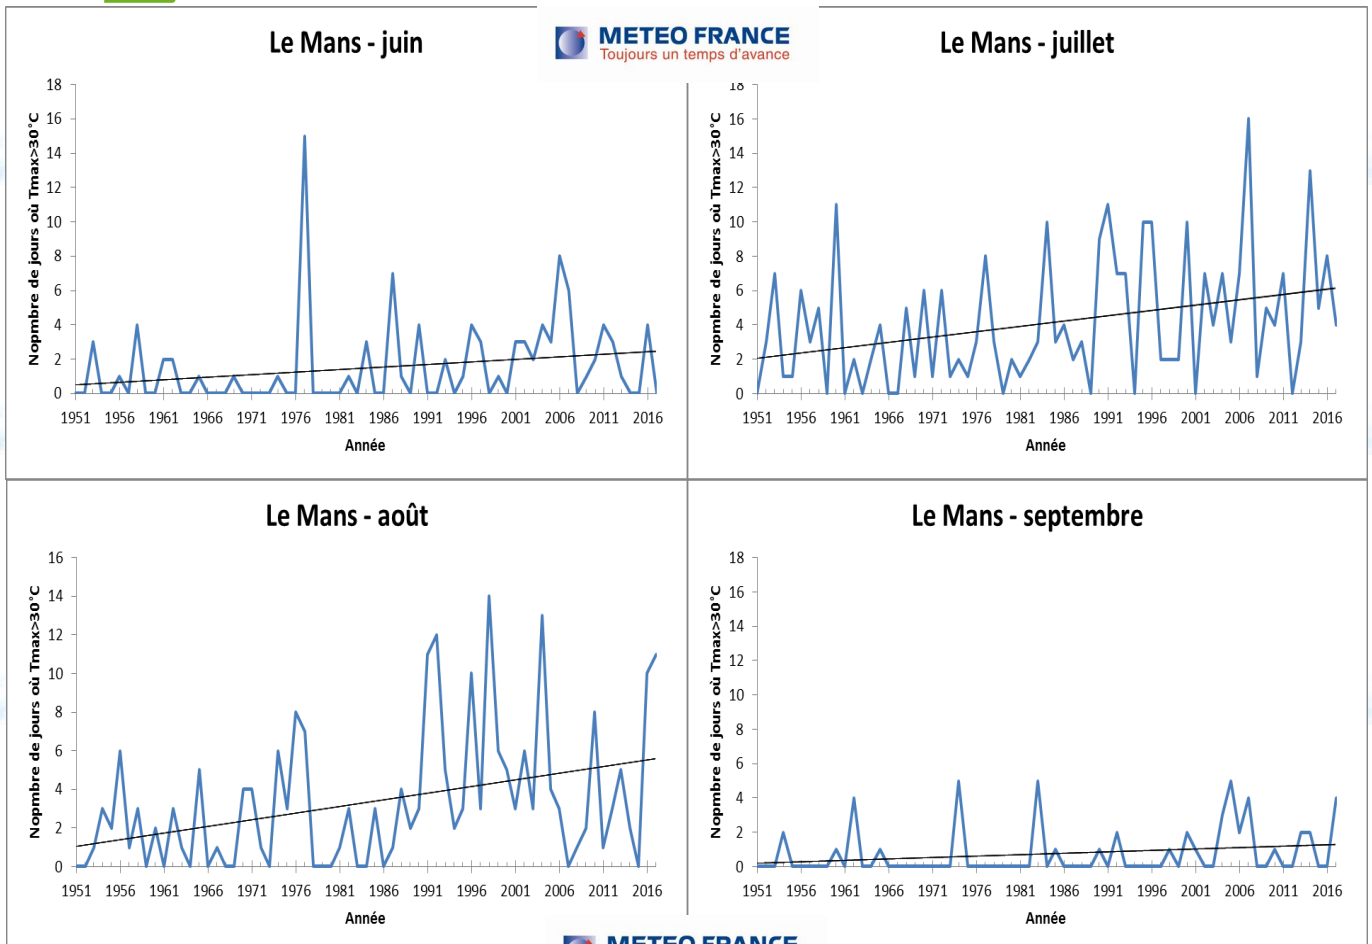 Le Mans - juin
METEO FRANCE
Toujours un temps d'avance
Le Mans - juillet
Nopmbre de jours où Tmax>30°C
18
16
14
12
10
8
6
4
2
0
1951 1956 1961 1966 1971 1976 1981 1986 1991 1996 2001 2006 2011 2016
Année
Nopmbre de jours où Tmax>30°C
18
16
14
12
10
8
6
4
2
0
1951 1956 1961 1966 1971 1976 1981 1986 1991 1996 2001 2006 2011 2016
Année
Le Mans - août
Nopmbre de jours où Tmax>30°C
16
14
12
10
8
6
4
2
0
1951 1956 1961 1966 1971 1976 1981 1986 1991 1996 2001 2006 2011 2016
Année
Le Mans - septembre
Nopmbre de jours où Tmax>30°C
18
16
14
12
10
8
6
4
2
0
1951 1956 1961 1966 1971 1976 1981 1986 1991 1996 2001 2006 2011 2016
Année
METEO FRANCE